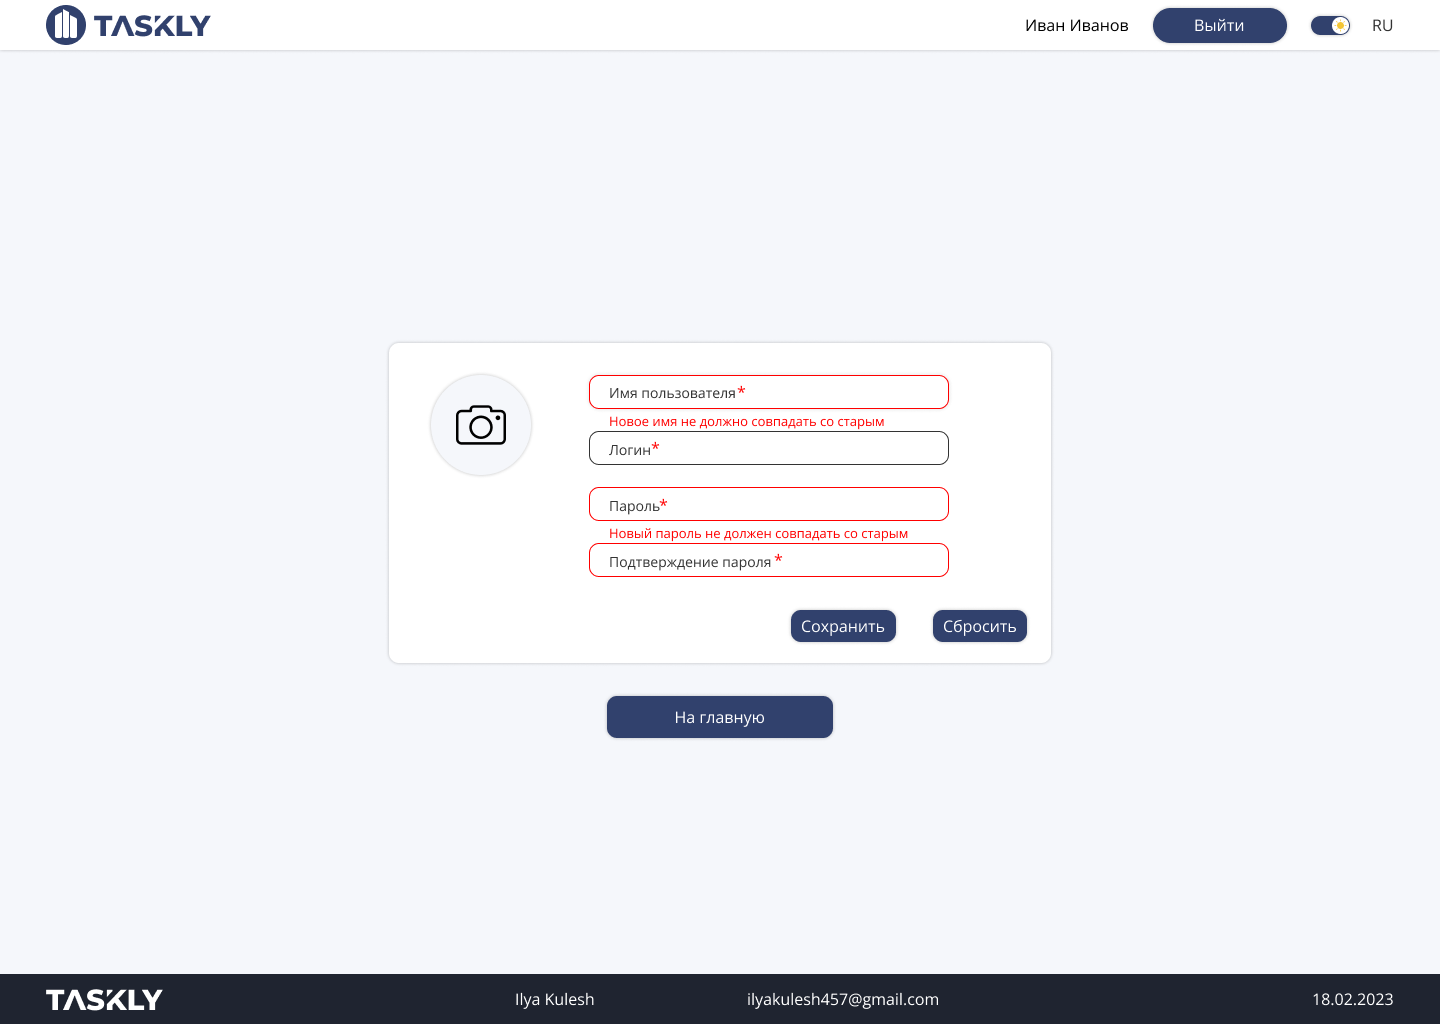 TASKLY
Иван Иванов
Выйти
RU
Имя пользователя*
Новое имя не должно совпадать со старым
Логин*
Пароль*
Новый пароль не должен совпадать со старым
Подтверждение пароля *
Сохранить
Сбросить
На главную
TASKLY
Ilya Kulesh
ilyakulesh457@gmail.com
18.02.2023